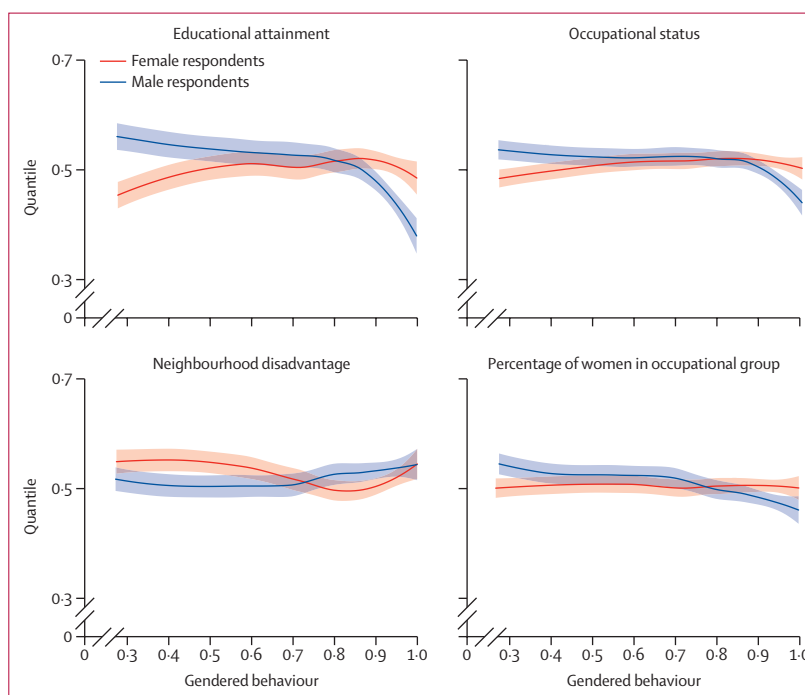 Educational attainment
Female respondents
Male respondents
0·7
0·5
0·3
0
Quantile
Occupational status
Neighbourhood disadvantage
0·7
0·5
0·3
0
Quantile
0 0·3 0·4 0·5 0·6 0·7 0·8 0·9 1·0
Gendered behaviour
Percentage of women in occupational group
0 0·3 0·4 0·5 0·6 0·7 0·8 0·9 1·0
Gendered behaviour